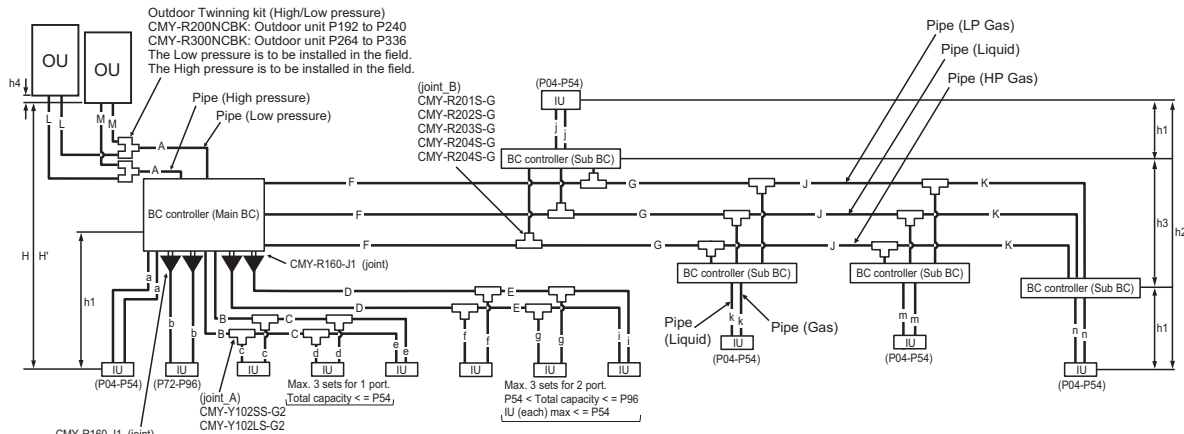 Outdoor Twinning kit (High/Low pressure)
CMY-R200NCBK: Outdoor unit P192 to P240
CMY-R300NCBK: Outdoor unit P264 to P336
The Low pressure is to be installed in the field.
The High pressure is to be installed in the field.
OU
OU
h4
L
L
M
M
Pipe (High pressure)
Pipe (Low pressure)
A
A
H
H'
h1
BC controller (Main BC)
CMY-R160-J1 (joint)
(joint_B)
CMY-R201S-G
CMY-R202S-G
CMY-R203S-G
CMY-R204S-G
CMY-R204S-G
(P04-P54)
IU
j
j
BC controller (Sub BC)
Pipe (LP Gas)
Pipe (Liquid)
Pipe (HP Gas)
F
G
J
K
F
G
J
K
F
G
J
K
h1
h3
h2
h1
BC controller (Sub BC)
BC controller (Sub BC)
BC controller (Sub BC)
Pipe
(Liquid)
k
k
Pipe (Gas)
m
m
n
n
IU
(P04-P54)
IU
(P04-P54)
IU
(P04-P54)
a
a
b
b
B
C
B
C
D
E
D
E
c
c
d
d
e
e
f
f
g
g
i
i
IU
IU
IU
IU
IU
IU
IU
IU
(P04-P54)
(P72-P96)
(joint_A)
CMY-Y102SS-G2
CMY-Y102LS-G2
Max. 3 sets for 1 port.
Total capacity < = P54
Max. 3 sets for 2 port.
P54 < Total capacity < = P96
IU (each) max < = P54
CMY-R160-J1 (joint)